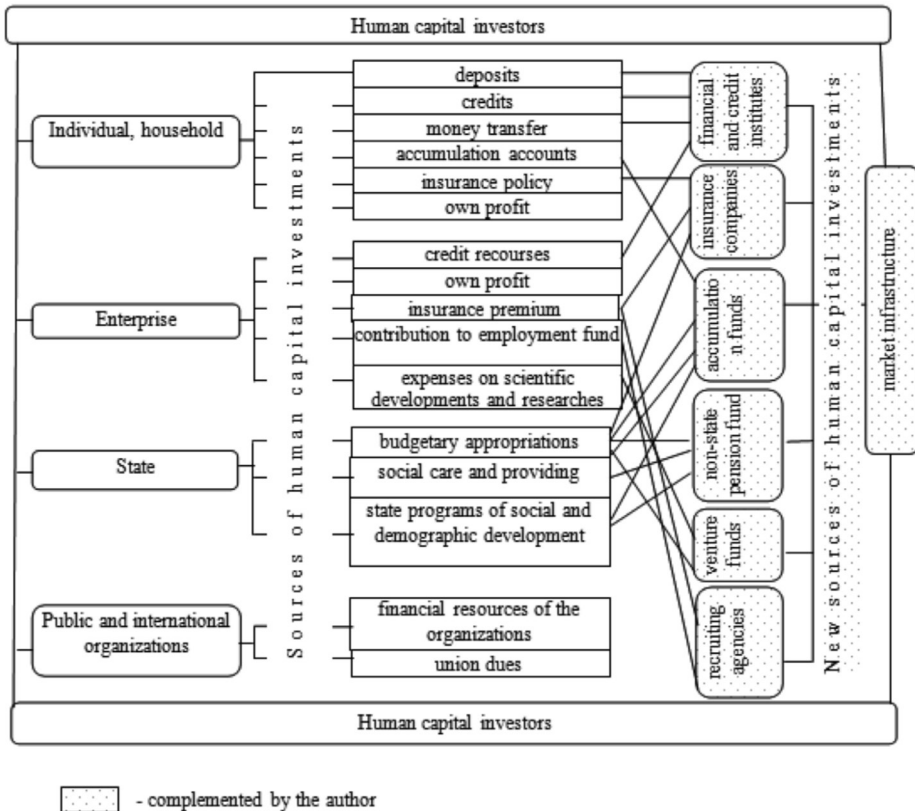 Human capital investors
Individual, household
Enterprise
State
Public and international
organizations
Sources of human capital investments
deposits
credits
money transfer
accumulation accounts
insurance policy
own profit
credit recourses
own profit
insurance premium
contribution to employment fund
expenses on scientific
developments and researches
budgetary appropriations
social care and providing
state programs of social and
demographic development
financial resources of the
organizations
union dues
financial
and credit
institutes
insurance
companies
accumulatio
n funds
non-state
pension fund
venture
funds
recruiting
agencies
New sources of human capital investments
market infrastructure
Human capital investors
- complemented by the author